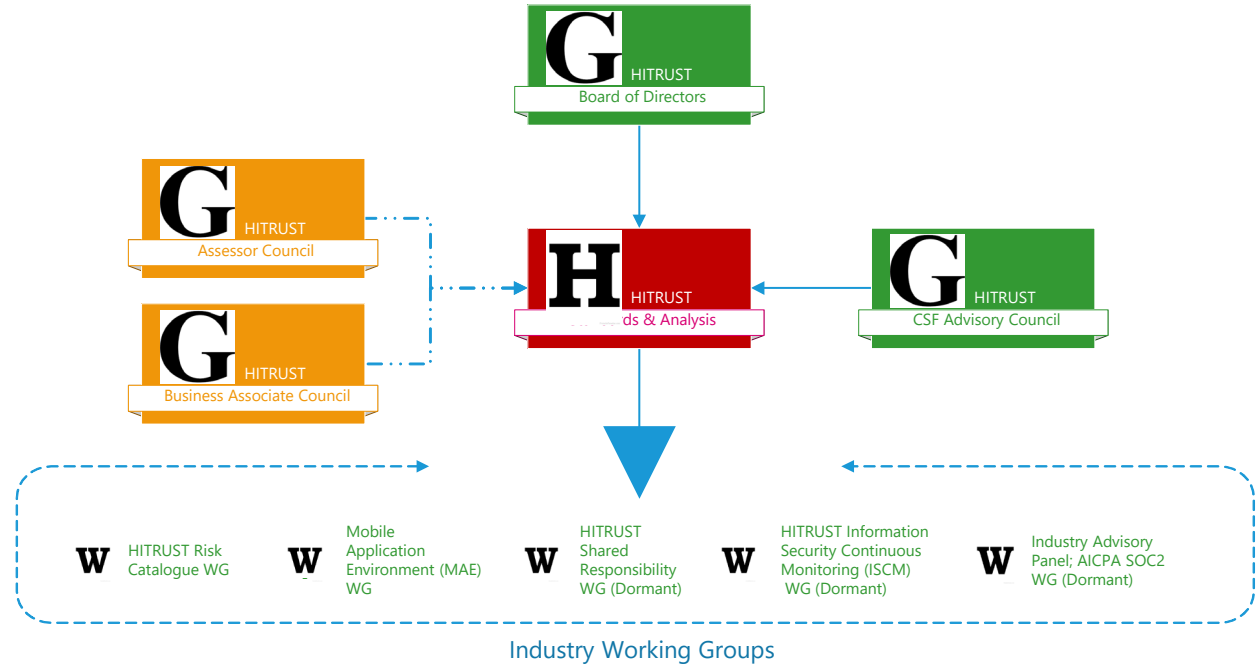 G
HITRUST
Board of Directors
G
HITRUST
Assessor Council
H
HITRUST
& Analysis
G
HITRUST
CSF Advisory Council
G
HITRUST
Business Associate Council
W
HITRUST Risk
Catalogue WG
W
Mobile
Application
Environment (MAE)
WG
W
HITRUST
Shared
Responsibility
WG (Dormant)
W
HITRUST Information
Security Continuous
Monitoring (ISCM)
WG (Dormant)
W
Industry Advisory
Panel; AICPA SOC2
WG (Dormant)
Industry Working Groups